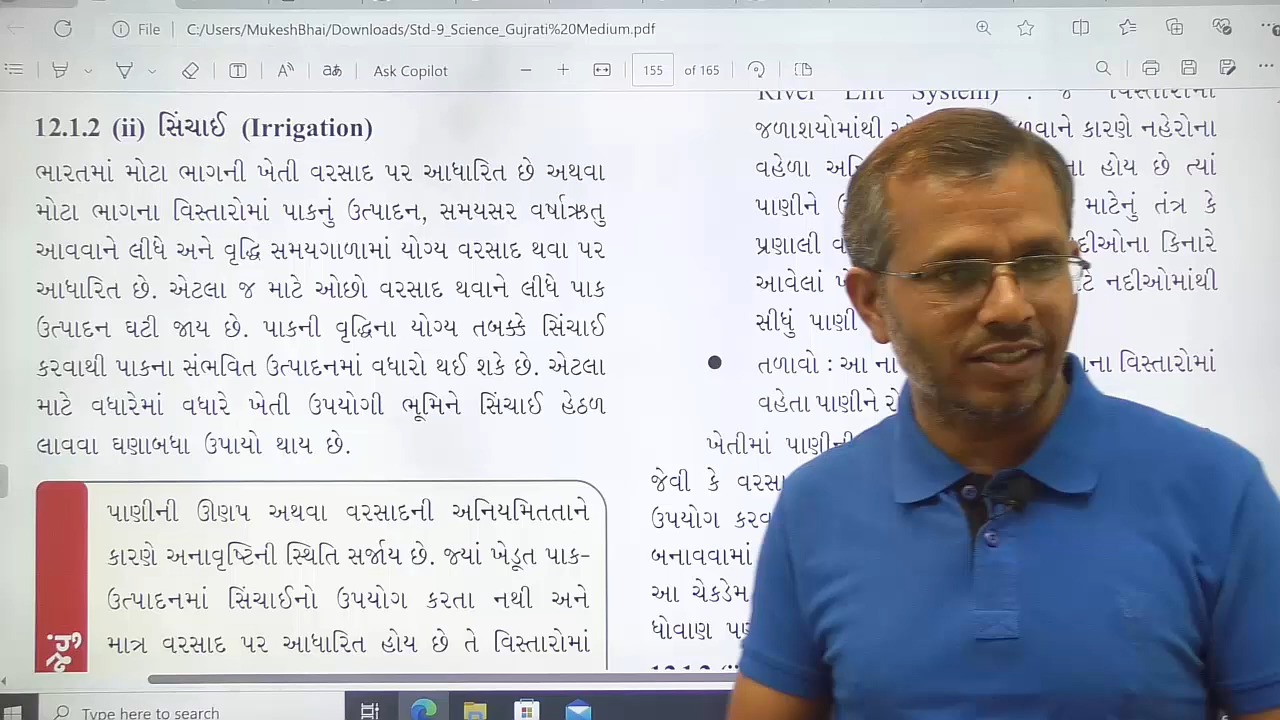 File
C:/Users/MukeshBhai/Downloads/Std-9_Science_Gujrati%20Medium.pdf
Ask Copilot
155 of 165
12.1.2 (ii) સિંચાઈ (Irrigation)
ભારતમાં મોટા ભાગની ખેતી વરસાદ પર આધારિત છે અથવા
મોટા ભાગના વિસ્તારોમાં પાકનું ઉત્પાદન, સમયસર વર્ષાઋતુ
આવવાને લીધે અને વૃદ્ધિ સમયગાળામાં યોગ્ય વરસાદ થવા પર
આધારિત છે. એટલા જ માટે ઓછો વરસાદ થવાને લીધે પાક
ઉત્પાદન ઘટી જાય છે. પાકની વૃદ્ધિના યોગ્ય તબક્કે સિંચાઈ
કરવાથી પાકના સંભવિત ઉત્પાદનમાં વધારો થઈ શકે છે. એટલા
માટે વધારેમાં વધારે ખેતી ઉપયોગી ભૂમિને સિંચાઈ હેઠળ
લાવવા ઘણાબધા ઉપાયો થાય છે.
પાણીની ઊણપ અથવા વરસાદની અનિયમિતતાને
કારણે અનાવૃષ્ટિની સ્થિતિ સર્જાય છે. જ્યાં ખેડૂત પાક-
ઉત્પાદનમાં સિંચાઈનો ઉપયોગ કરતા નથી અને
માત્ર વરસાદ પર આધારિત હોય છે તે વિસ્તારોમાં
River Lift System) : જે વિસ્તારોમાં
જળાશયોમાંથી કારણે નહેરોના
વહેળા હોય છે ત્યાં
પાણીને માટેનું તંત્ર કે
પ્રણાલી કિનારે
આવેલાં નદીઓમાંથી
સીધું પાણી
• તળાવો : આ વિસ્તારોમાં
વહેતા પાણીને
ખેતીમાં
જેવી કે
ઉપયોગ
બનાવવામાં
આ ચેકડેમ
ધોવાણ
Type here to search